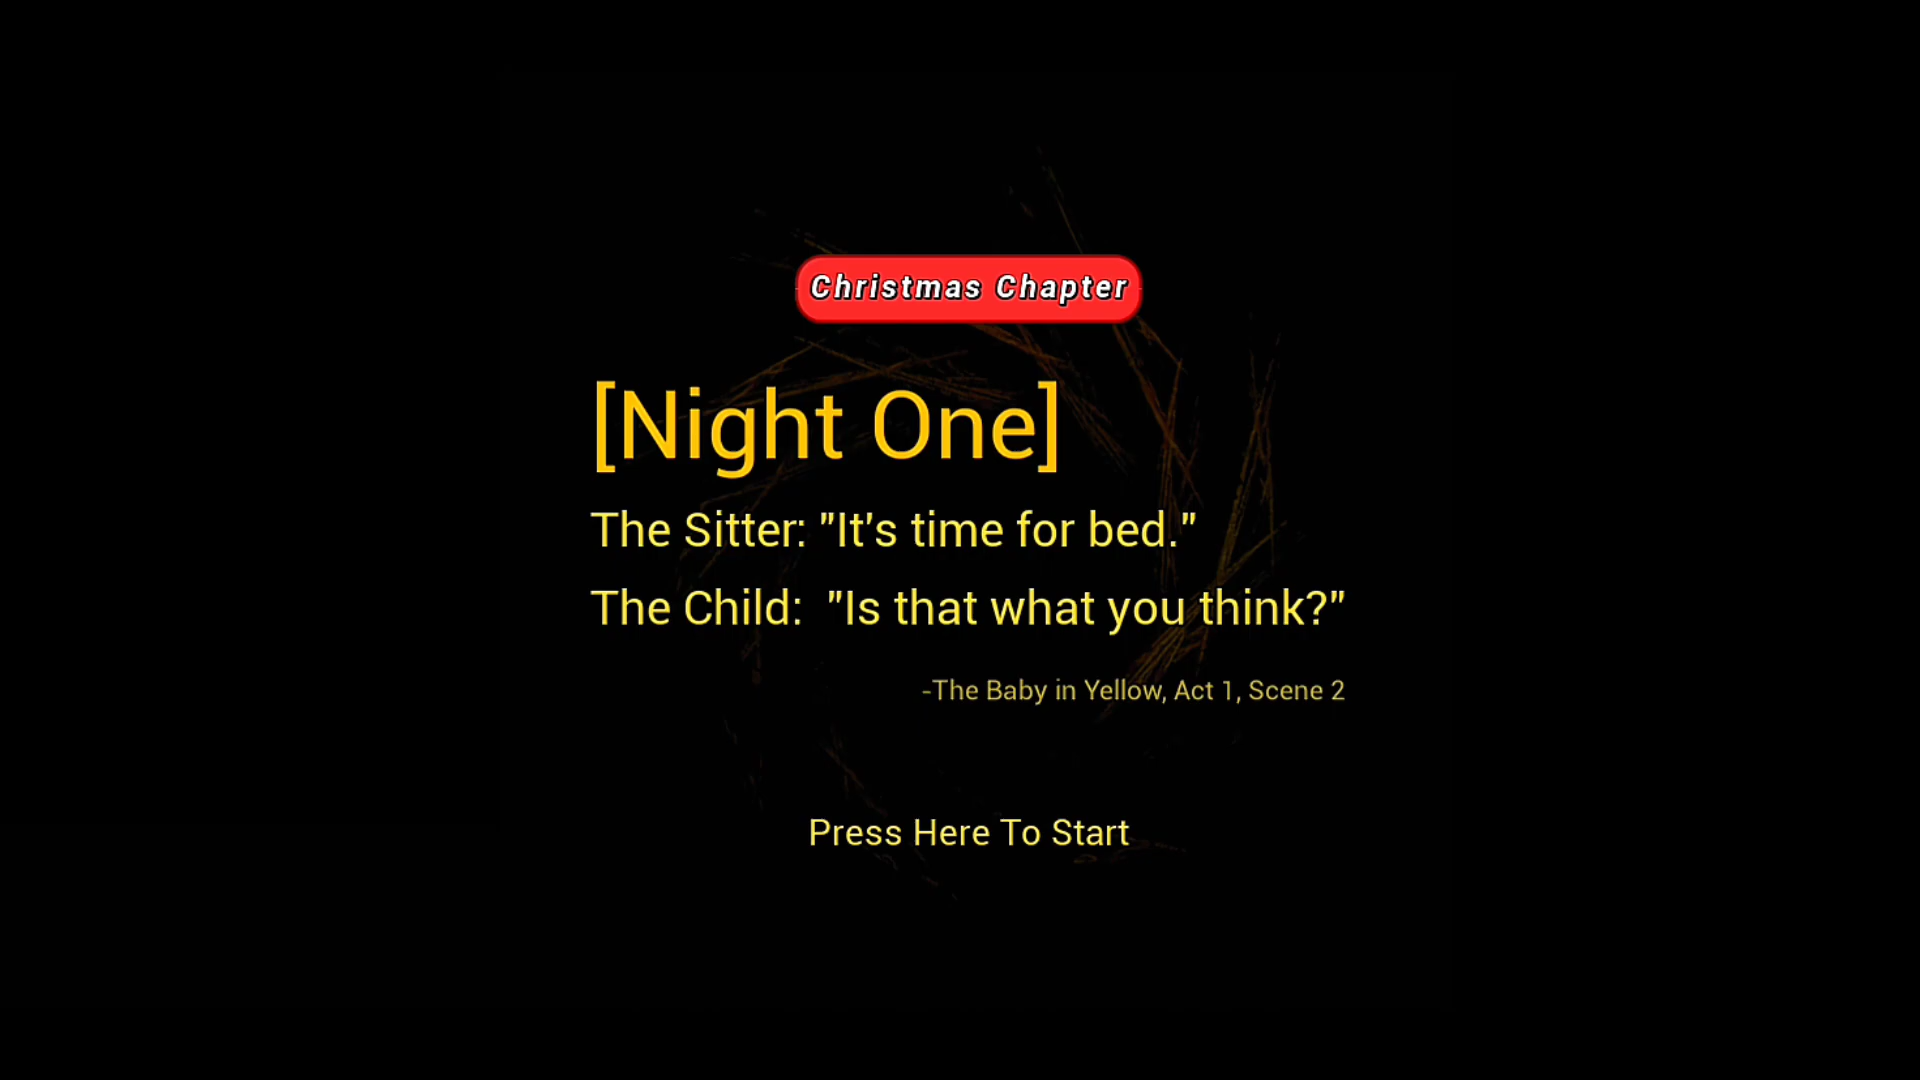 Christmas Chapter
[Night One]
The Sitter: "It's time for bed."
The Child:  "Is that what you think?"
-The Baby in Yellow, Act 1, Scene 2
Press Here To Start